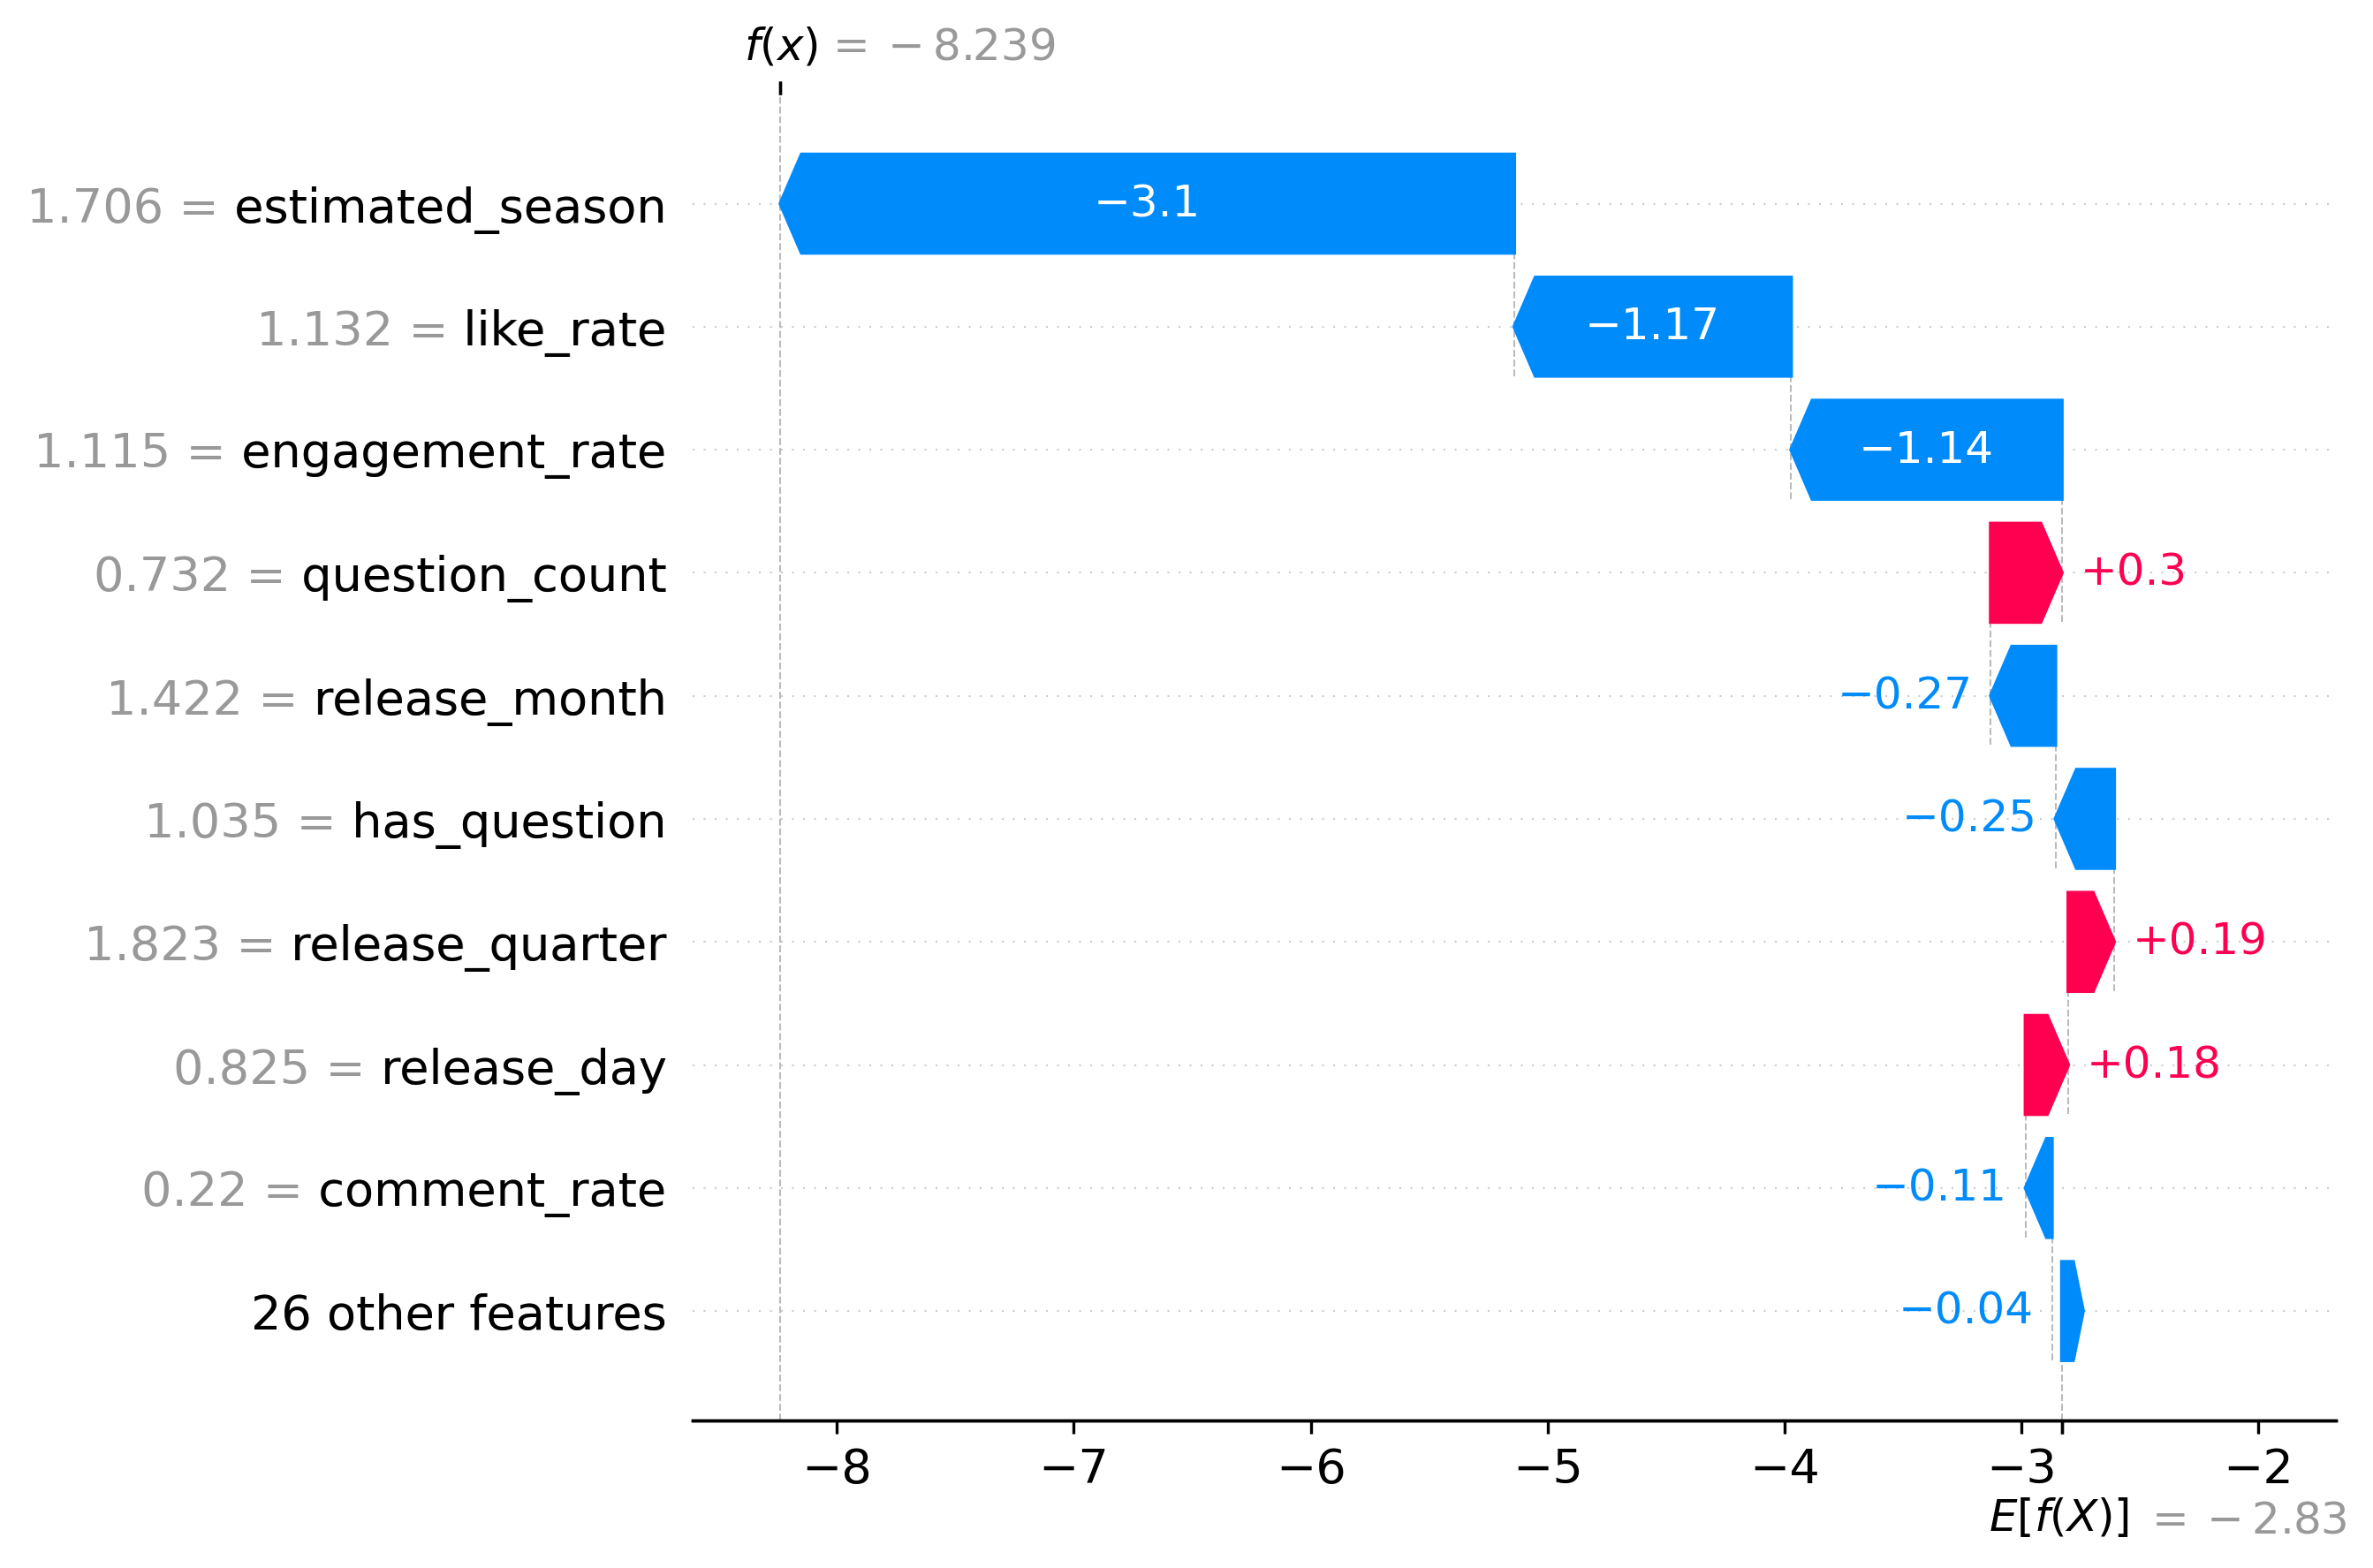 f(x) = −8.239
1.706 = estimated_season −3.1
1.132 = like_rate −1.17
1.115 = engagement_rate −1.14
0.732 = question_count +0.3
1.422 = release_month −0.27
1.035 = has_question −0.25
1.823 = release_quarter +0.19
0.825 = release_day +0.18
0.22 = comment_rate −0.11
26 other features −0.04
−8 −7 −6 −5 −4 −3 −2
E[f(X)] = −2.83